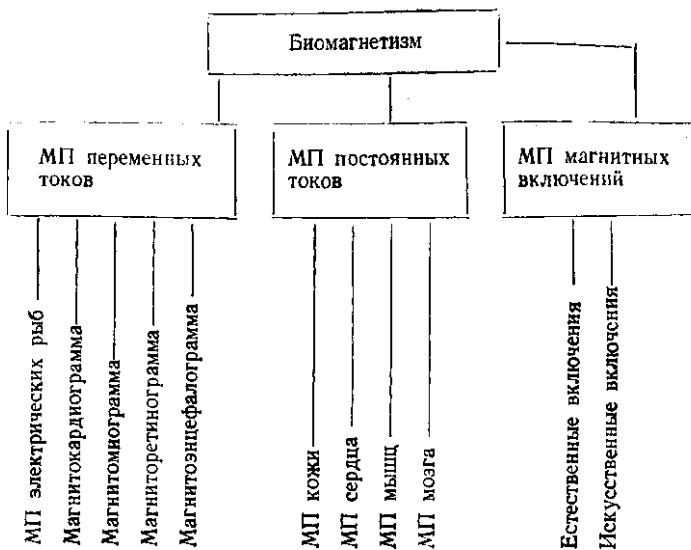 Биомагнетизм
МП переменных
токов
МП постоянных
токов
МП магнитных
включений
МП электрических рыб
Магнитокардиограмма
Магнитомиограмма
Магниторетинограмма
Магнитоэнцефалограмма
МП кожи
МП сердца
МП мышц
МП мозга
Естественные включения
Искусственные включения